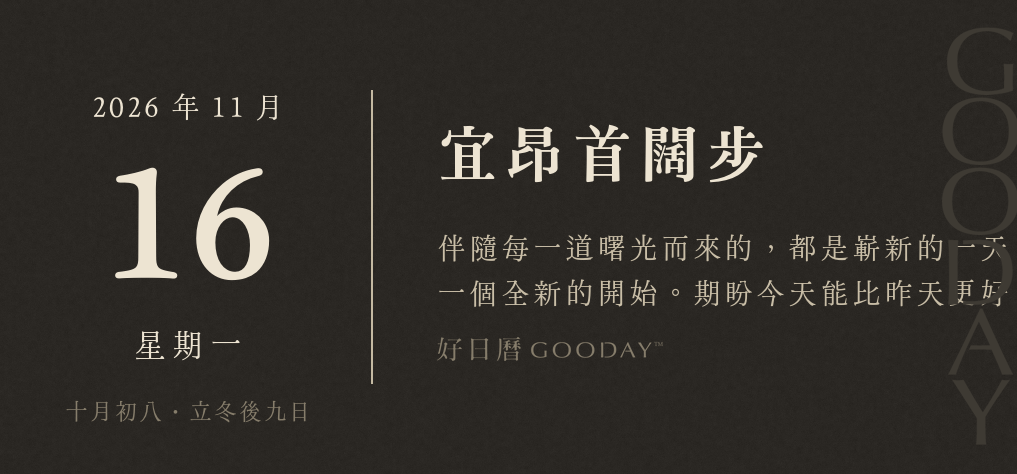 2026 年 11 月
16
星期一
十月初八・立冬後九日
宜昂首闊步
伴隨每一道曙光而來的，都是嶄新的一天
一個全新的開始。期盼今天能比昨天更好
好日曆 GOODAY™
GOODAY